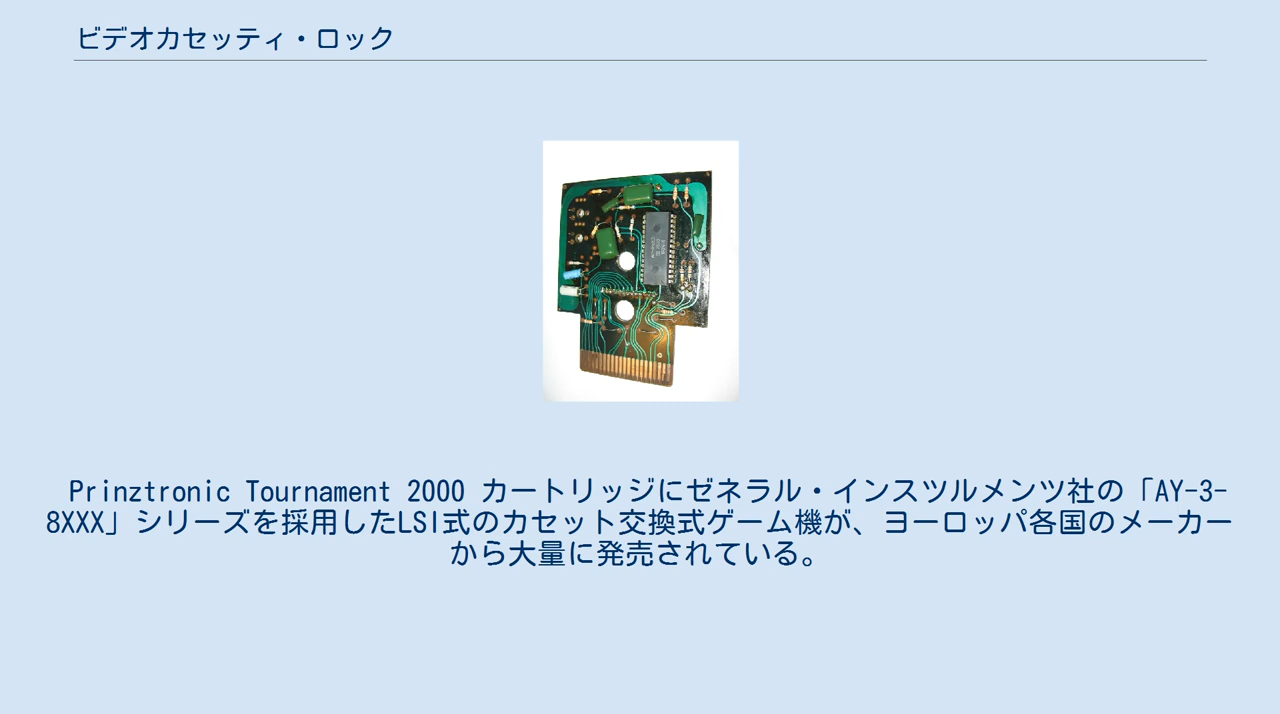 ビデオカセッティ・ロック
Prinztronic Tournament 2000 カートリッジにゼネラル・インスツルメンツ社の「AY-3-
8XXX」シリーズを採用したLSI式のカセット交換式ゲーム機が、ヨーロッパ各国のメーカー
から大量に発売されている。